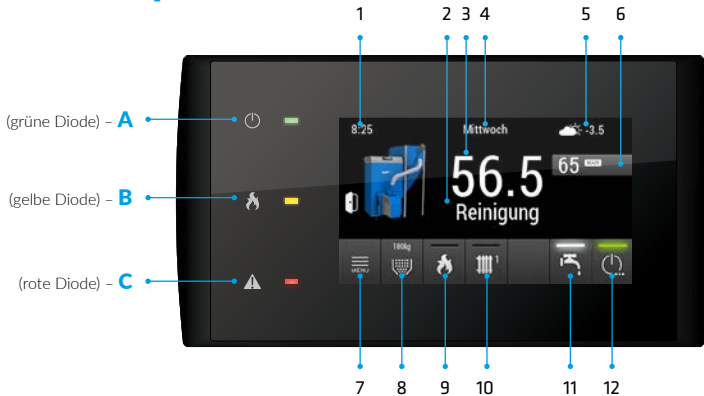 1 2 3 4 5 6
(grüne Diode) – A
8:25 Mittwoch -3.5
65
56.5
(gelbe Diode) – B
Reinigung
180kg
1
MENU
(rote Diode) – C
7 8 9 10 11 12